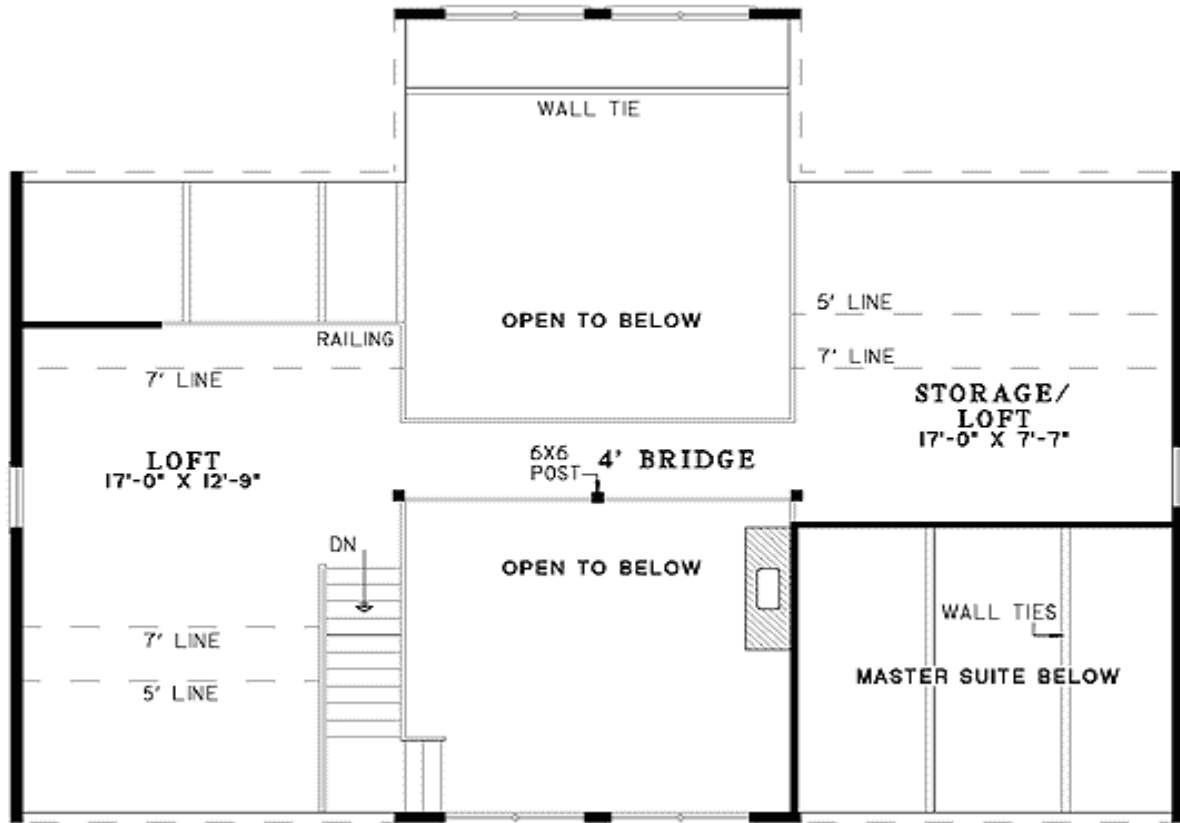 WALL TIE
OPEN TO BELOW
5' LINE
RAILING
7' LINE
7' LINE
STORAGE/
LOFT
17'-0" X 7'-7"
LOFT
17'-0" X 12'-9"
6X6
POST
4' BRIDGE
DN
OPEN TO BELOW
WALL TIES
7' LINE
MASTER SUITE BELOW
5' LINE